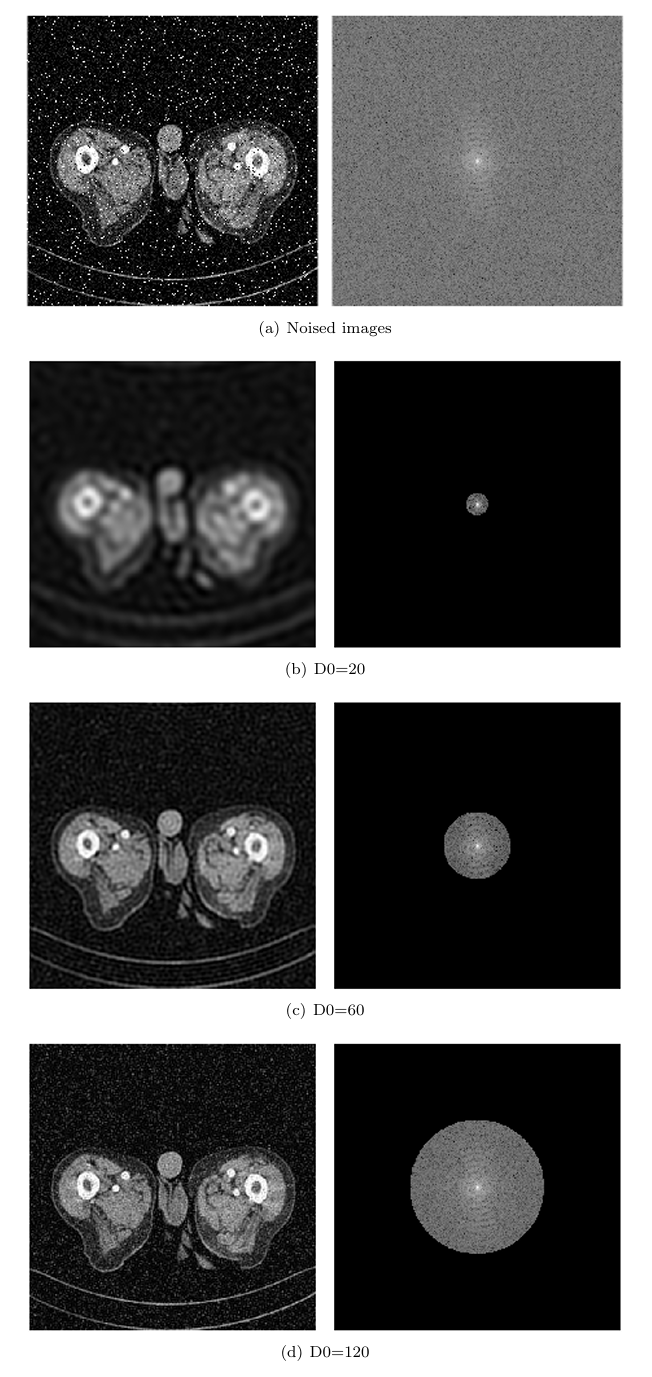 (a) Noised images
(b) D0=20
(c) D0=60
(d) D0=120